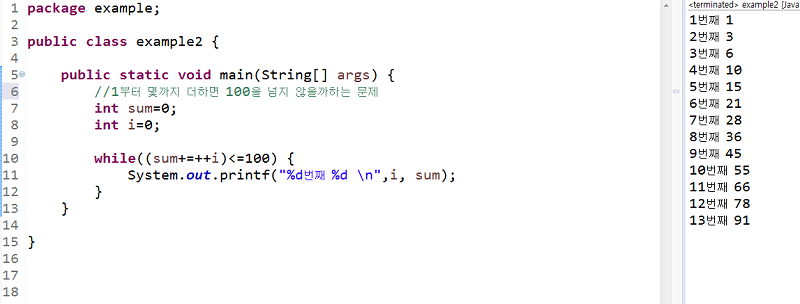 1 package example;
2
3 public class example2 {
4
5 public static void main(String[] args) {
6 //1부터 몇까지 더하면 100을 넘지 않을까하는 문제
7 int sum=0;
8 int i=0;
9
10 while((sum+=++i)<=100) {
11 System.out.printf("%d번째 %d \n",i, sum);
12 }
13 }
14
15 }
16
17
18
<terminated> example2 [Java
1번째 1
2번째 3
3번째 6
4번째 10
5번째 15
6번째 21
7번째 28
8번째 36
9번째 45
10번째 55
11번째 66
12번째 78
13번째 91